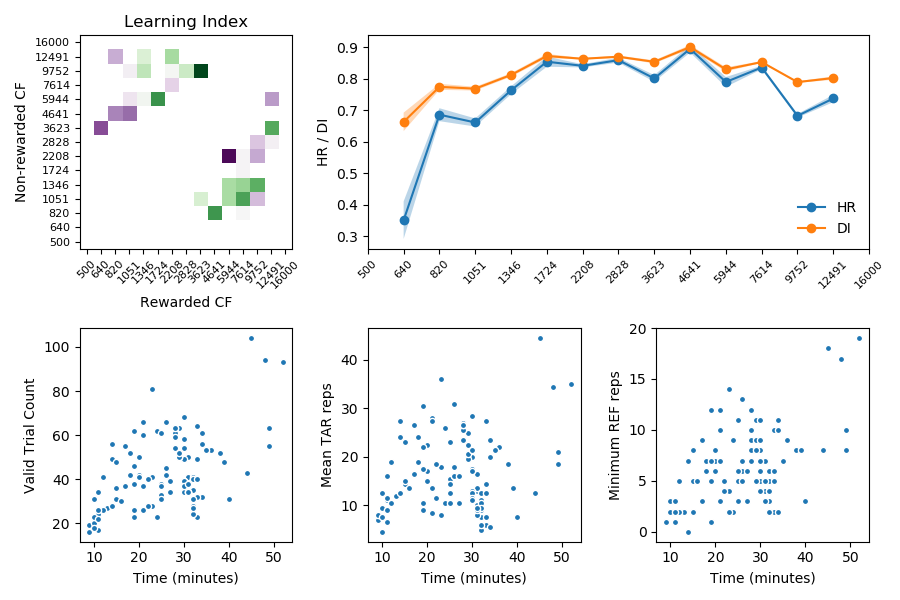 Learning Index
Non-rewarded CF
16000
12491
9752
7614
5944
4641
3623
2828
2208
1724
1346
1051
820
640
500
500 640 820 1051 1346 1724 2208 2828 3623 4641 5944 7614 9752 12491 16000
Rewarded CF
HR / DI
0.9
0.8
0.7
0.6
0.5
0.4
0.3
HR
DI
500 640 820 1051 1346 1724 2208 2828 3623 4641 5944 7614 9752 12491 16000
Valid Trial Count
100
80
60
40
20
10 20 30 40 50
Time (minutes)
Mean TAR reps
40
30
20
10
10 20 30 40 50
Time (minutes)
Minimum REF reps
20
15
10
5
0
10 20 30 40 50
Time (minutes)